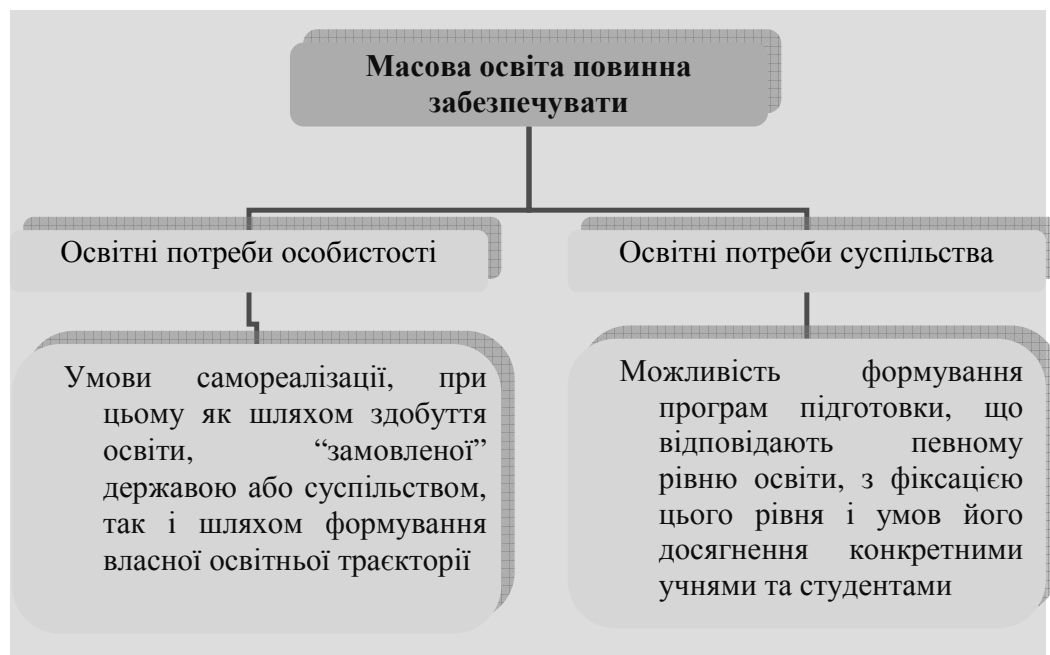 Масова освіта повинна
забезпечувати
Освітні потреби особистості
Освітні потреби суспільства
Умови самореалізації, при
цьому як шляхом здобуття
освіти, “замовленої”
державою або суспільством,
так і шляхом формування
власної освітньої траєкторії
Можливість формування
програм підготовки, що
відповідають певному
рівню освіти, з фіксацією
цього рівня і умов його
досягнення конкретними
учнями та студентами